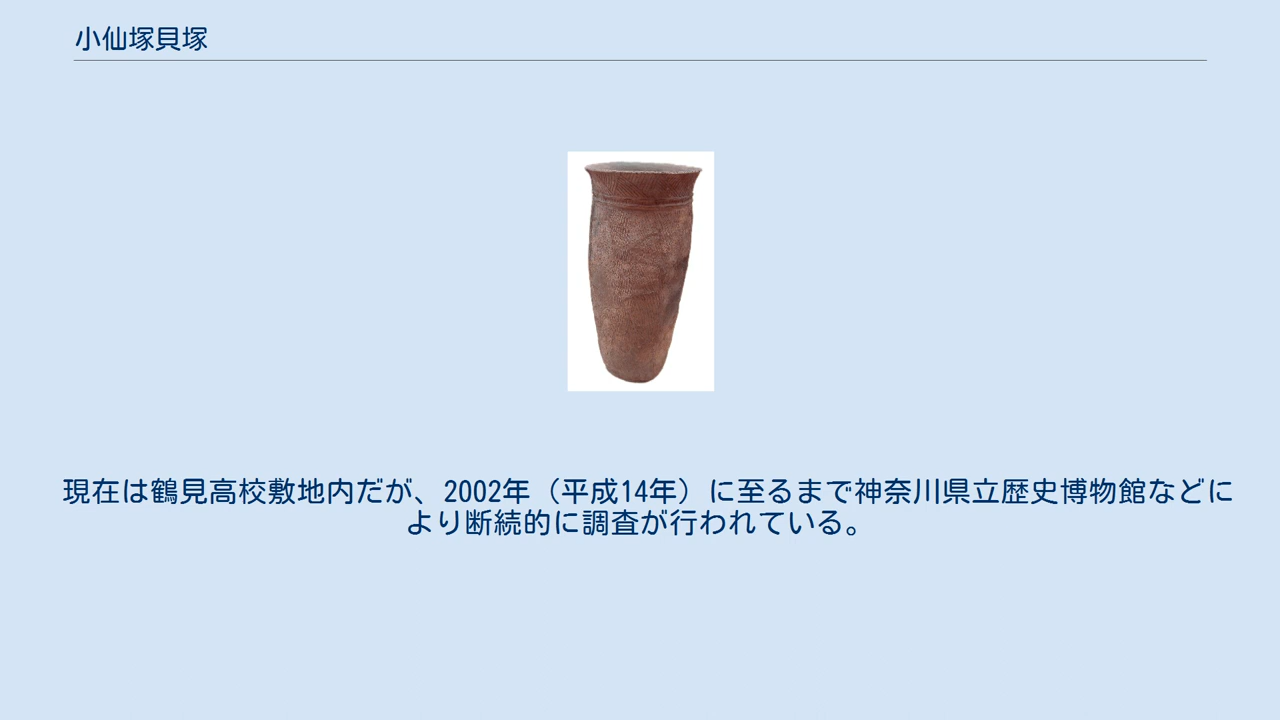 小仙塚貝塚
現在は鶴見高校敷地内だが、2002年（平成14年）に至るまで神奈川県立歴史博物館などに
より断続的に調査が行われている。